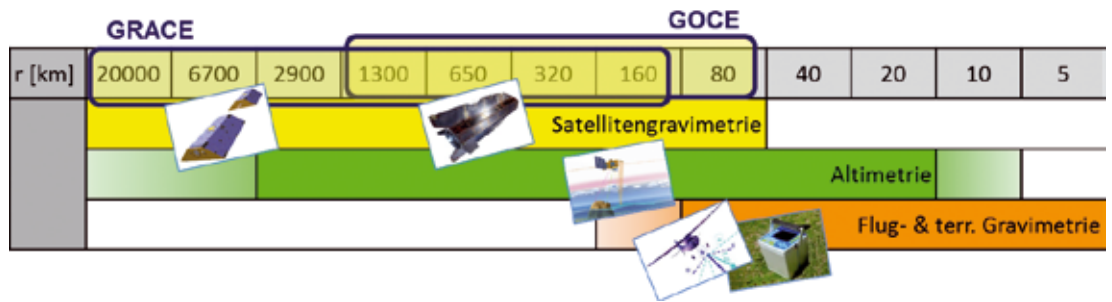 GOCE
GRACE
r [km] 20000 6700 2900 1300 650 320 160 80 40 20 10 5
Satellitengravimetrie
Altimetrie
Flug- & terr. Gravimetrie